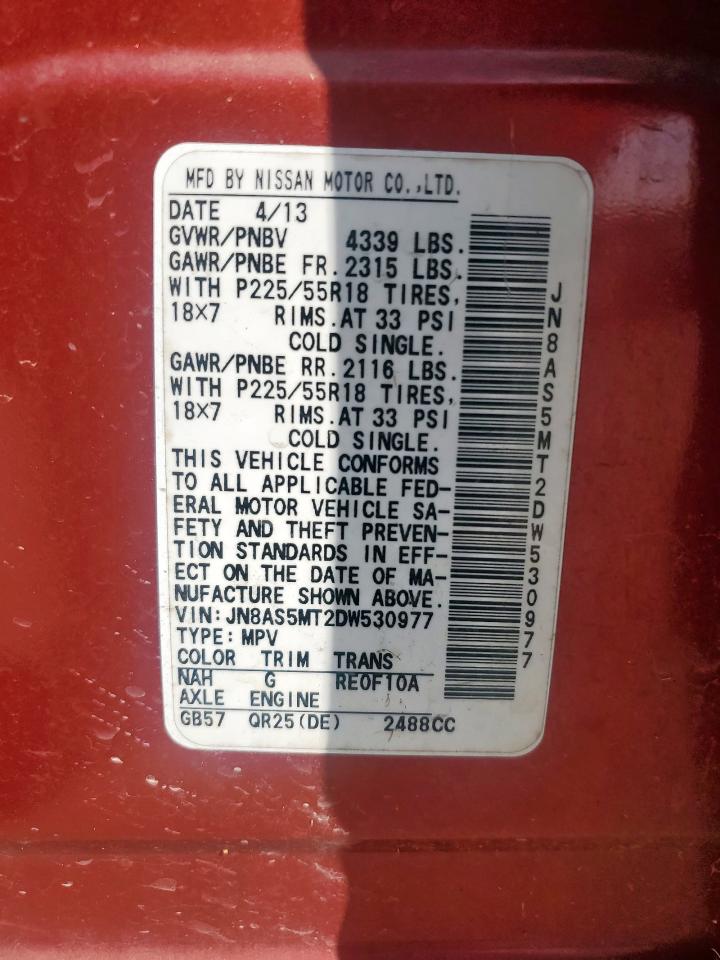 MFD BY NISSAN MOTOR CO.,LTD.
DATE 4/13
GVWR/PNBV 4339 LBS.
GAWR/PNBE FR. 2315 LBS.
WITH P225/55R18 TIRES,
18×7 RIMS. AT 33 PSI
COLD SINGLE.
GAWR/PNBE RR. 2116 LBS.
WITH P225/55R18 TIRES,
18×7 RIMS. AT 33 PSI
COLD SINGLE.
THIS VEHICLE CONFORMS
TO ALL APPLICABLE FED-
ERAL MOTOR VEHICLE SA-
FETY AND THEFT PREVEN-
TION STANDARDS IN EFF-
ECT ON THE DATE OF MA-
NUFACTURE SHOWN ABOVE.
VIN:JN8AS5MT2DW530977
TYPE:MPV
COLOR TRIM TRANS
NAH G RE0F10A
AXLE ENGINE
GB57 QR25(DE) 2488CC
JN8AS5MT2DW530977